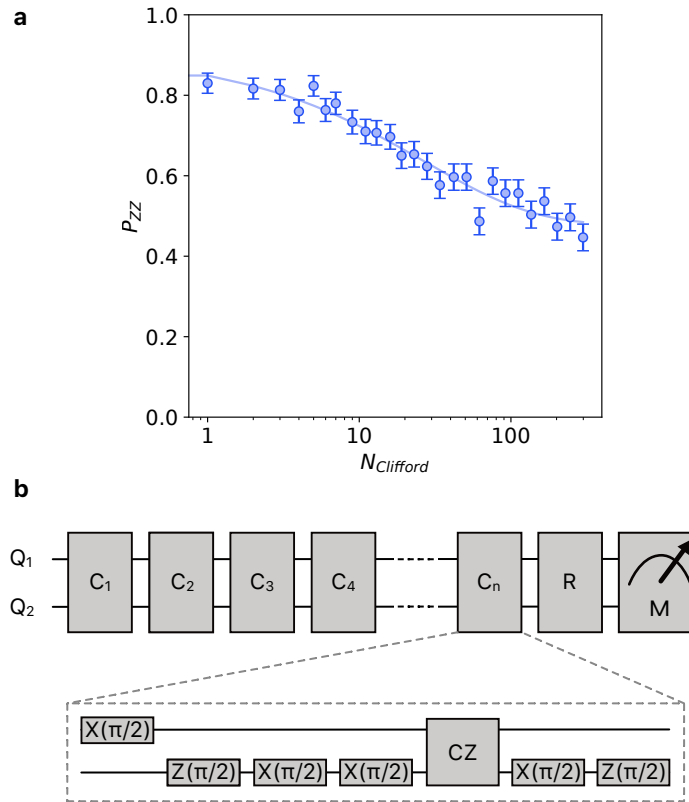 a
1.0
0.8
0.6
0.4
0.2
0.0
P_ZZ
1 10 100
N_Clifford
b
Q₁
Q₂
C₁ C₂ C₃ C₄ Cₙ R M
X(π/2)
CZ
Z(π/2) X(π/2) X(π/2) X(π/2) Z(π/2)